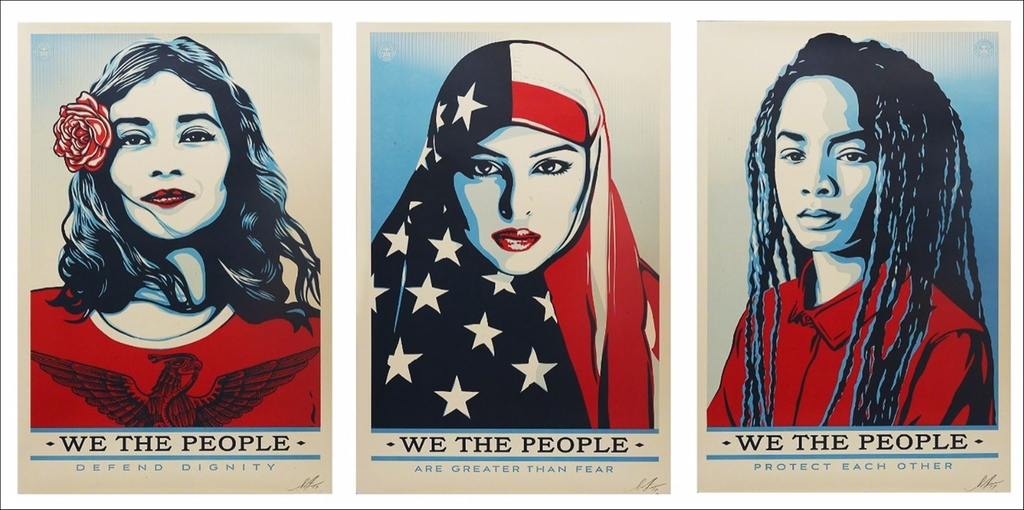 WE THE PEOPLE
DEFEND DIGNITY
WE THE PEOPLE
ARE GREATER THAN FEAR
WE THE PEOPLE
PROTECT EACH OTHER